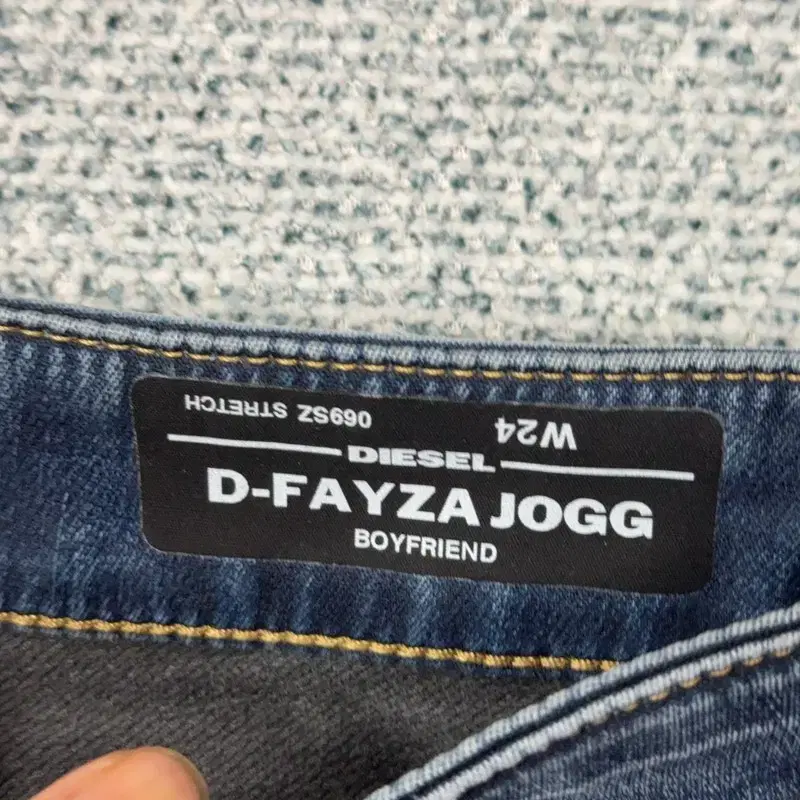 W24
069SZ STRETCH
DIESEL
D-FAYZA JOGG
BOYFRIEND